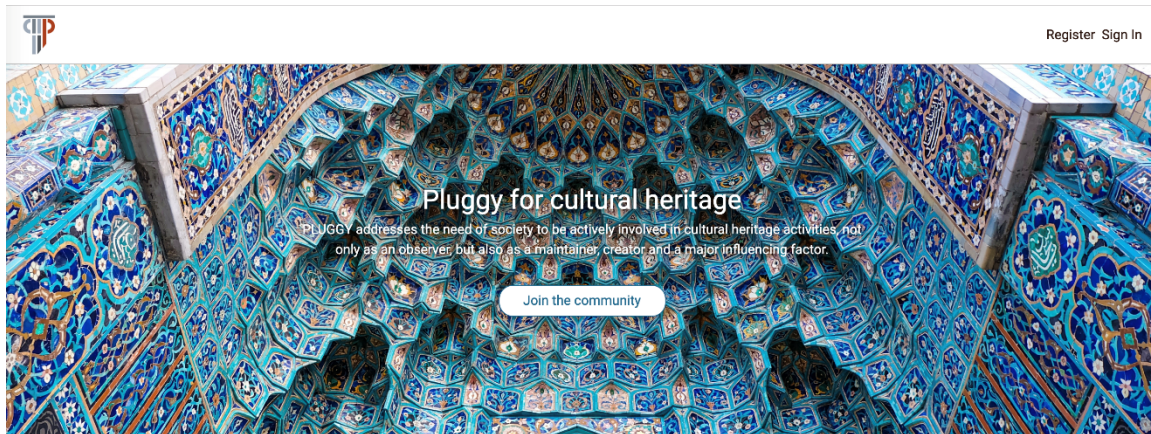 Register Sign In
Pluggy for cultural heritage
PLUGGY addresses the need of society to be actively involved in cultural heritage activities, not
only as an observer, but also as a maintainer, creator and a major influencing factor.
Join the community